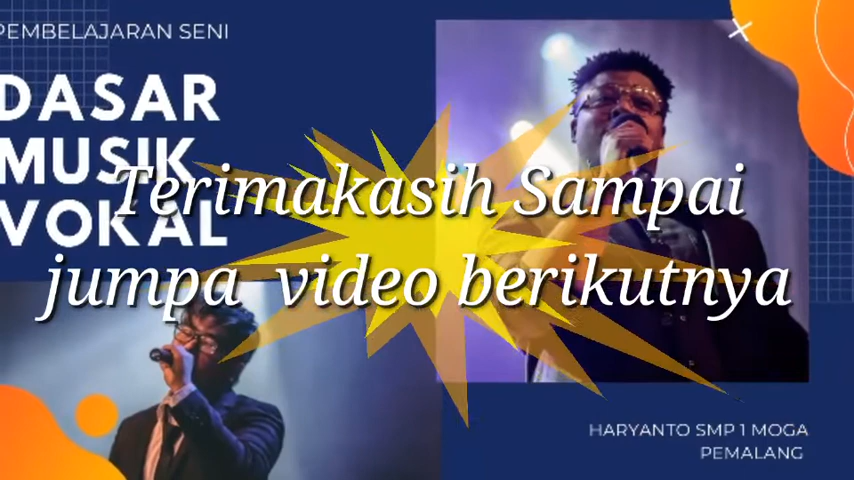 PEMBELAJARAN SENI
DASAR
MUSIK
VOKAL
Terimakasih Sampai
jumpa video berikutnya
HARYANTO SMP 1 MOGA
PEMALANG